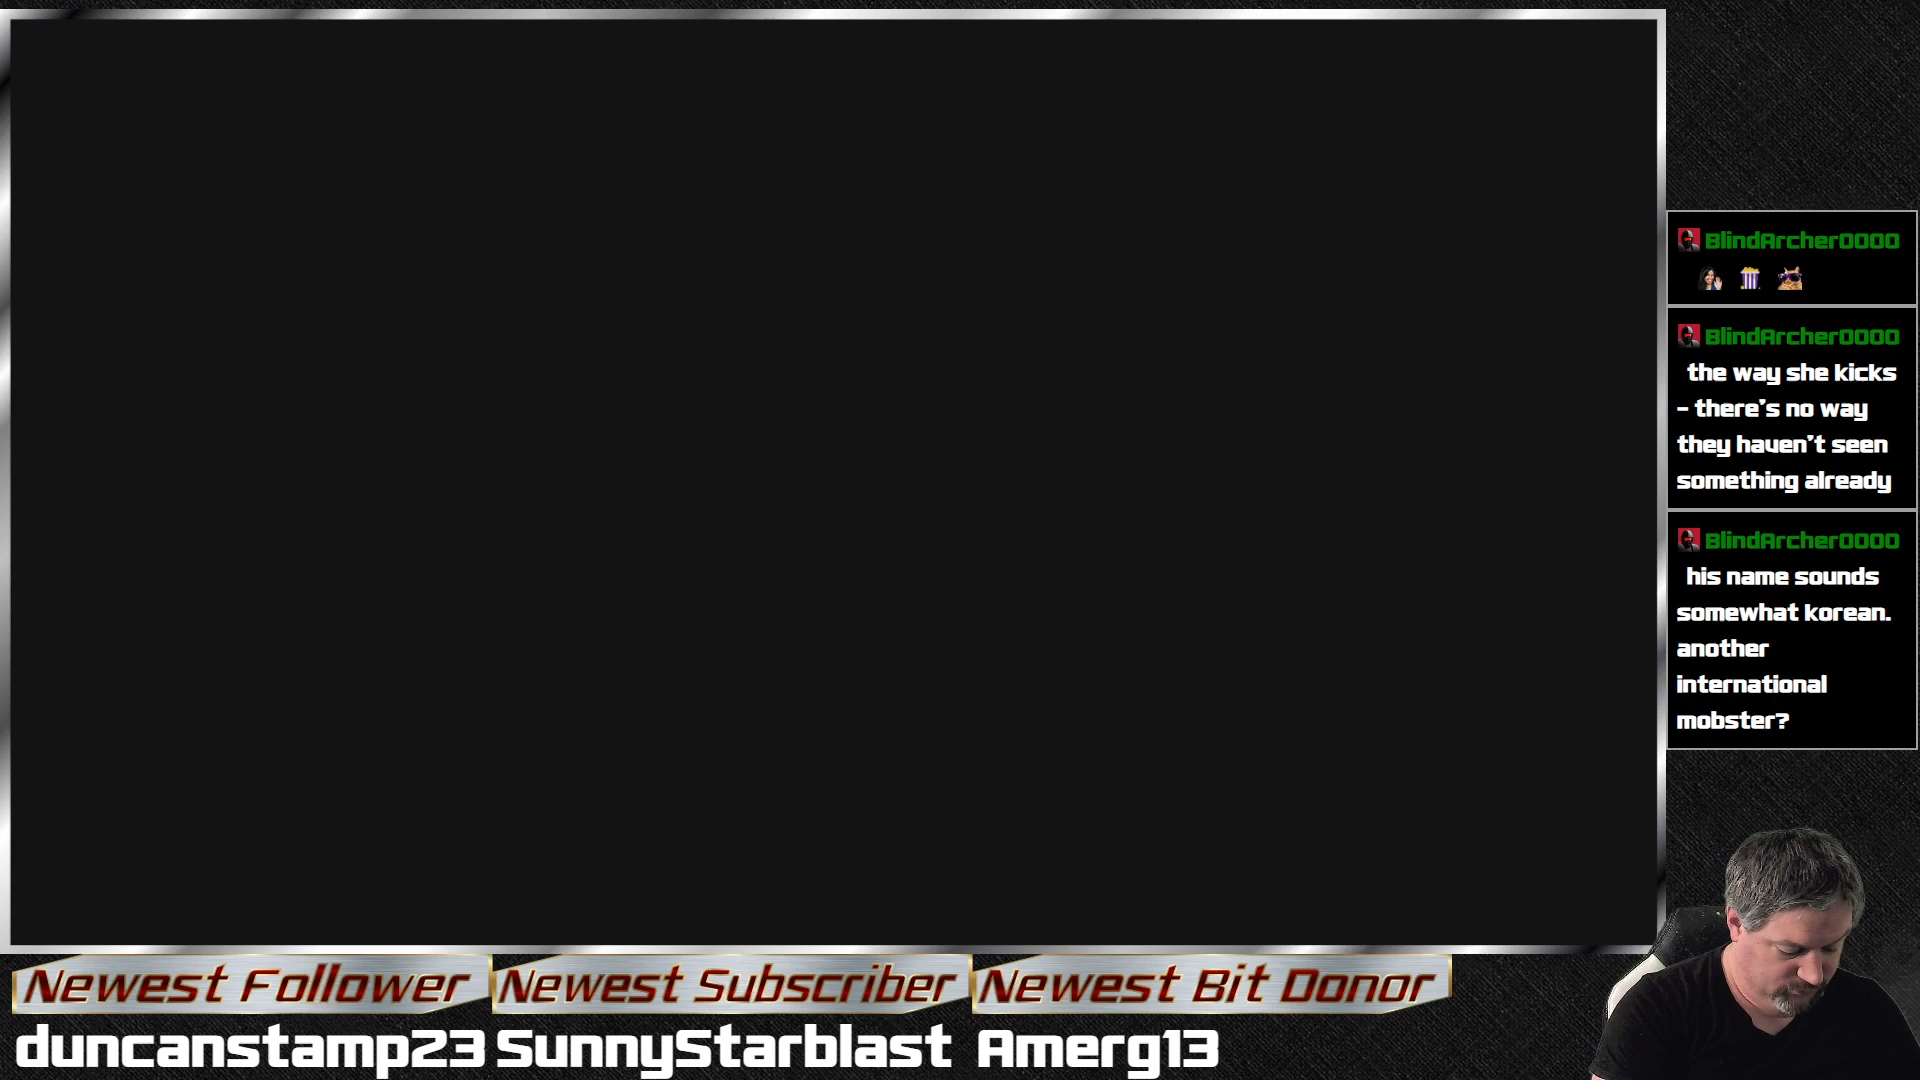 BlindArcher0000
BlindArcher0000
the way she kicks
- there's no way
they haven't seen
something already
BlindArcher0000
his name sounds
somewhat korean.
another
international
mobster?
Newest Follower Newest Subscriber Newest Bit Donor
duncanstamp23 SunnyStarblast Amerg13